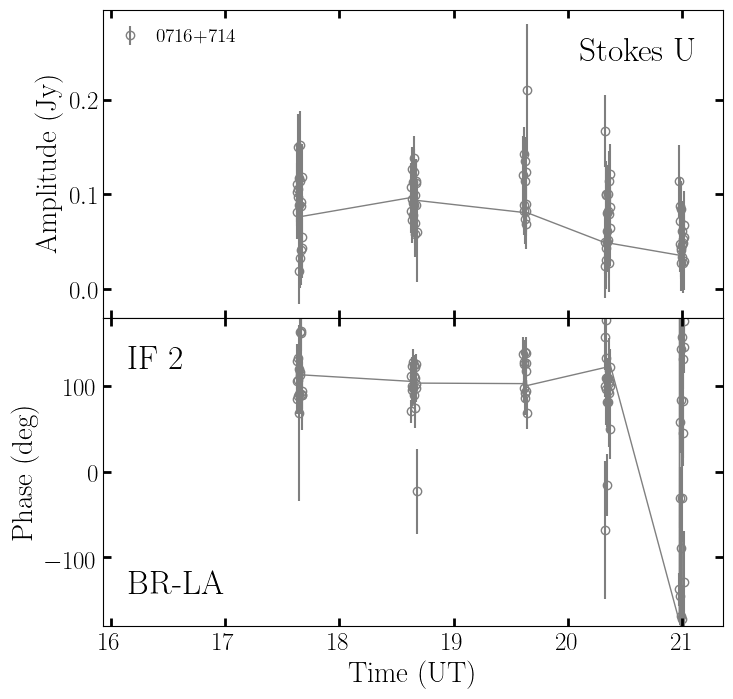 0716+714
Stokes U
Amplitude (Jy)
0.2
0.1
0.0
IF 2
Phase (deg)
100
0
−100
BR-LA
16 17 18 19 20 21
Time (UT)